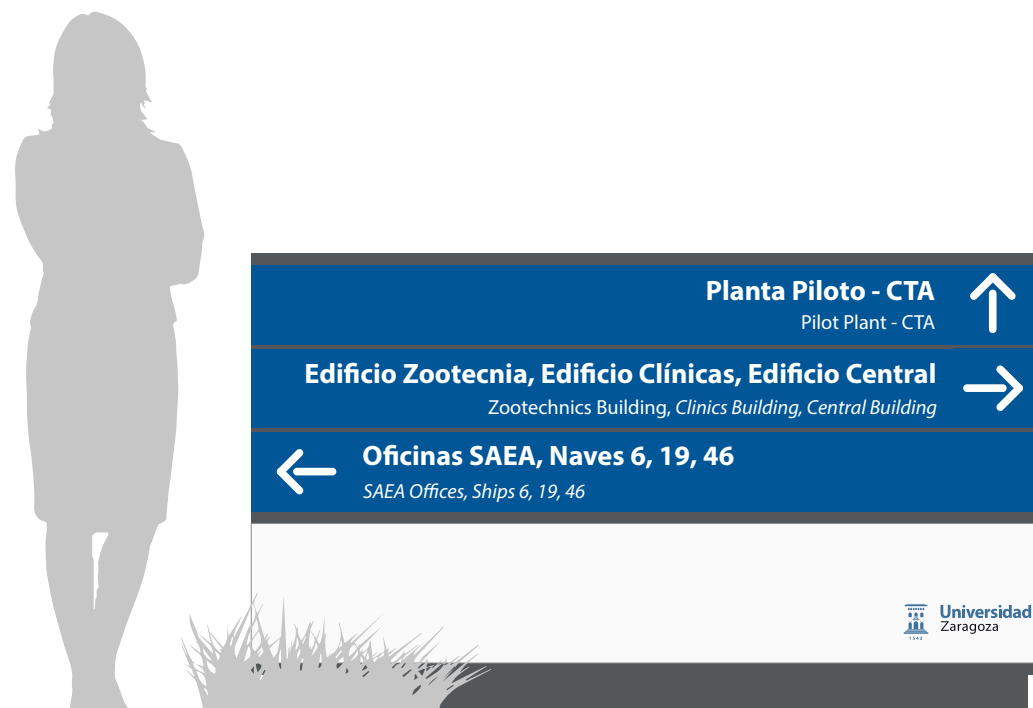 Planta Piloto - CTA
Pilot Plant - CTA
Edificio Zootecnia, Edificio Clínicas, Edificio Central
Zootechnics Building, Clinics Building, Central Building
Oficinas SAEA, Naves 6, 19, 46
SAEA Offices, Ships 6, 19, 46
Universidad
Zaragoza
1542